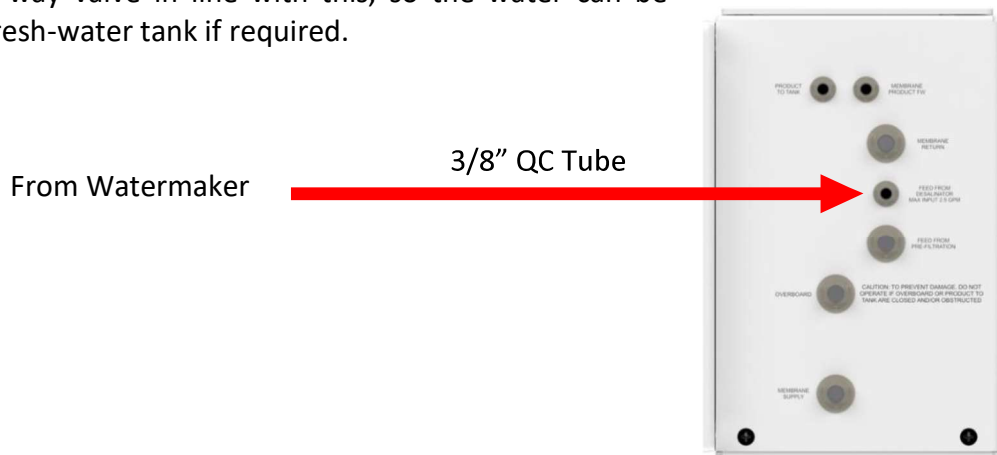 way valve in line with this, so the water can be
resh-water tank if required.
PRODUCT
TO TANK
MEMBRANE
PRODUCT FW
MEMBRANE
RETURN
3/8” QC Tube
From Watermaker
FEED FROM
DESALINATOR
MAX INPUT 2.5 GPM
FEED FROM
PRE-FILTRATION
OVERBOARD
CAUTION: TO PREVENT DAMAGE, DO NOT
OPERATE IF OVERBOARD OR PRODUCT TO
TANK ARE CLOSED AND/OR OBSTRUCTED
MEMBRANE
SUPPLY